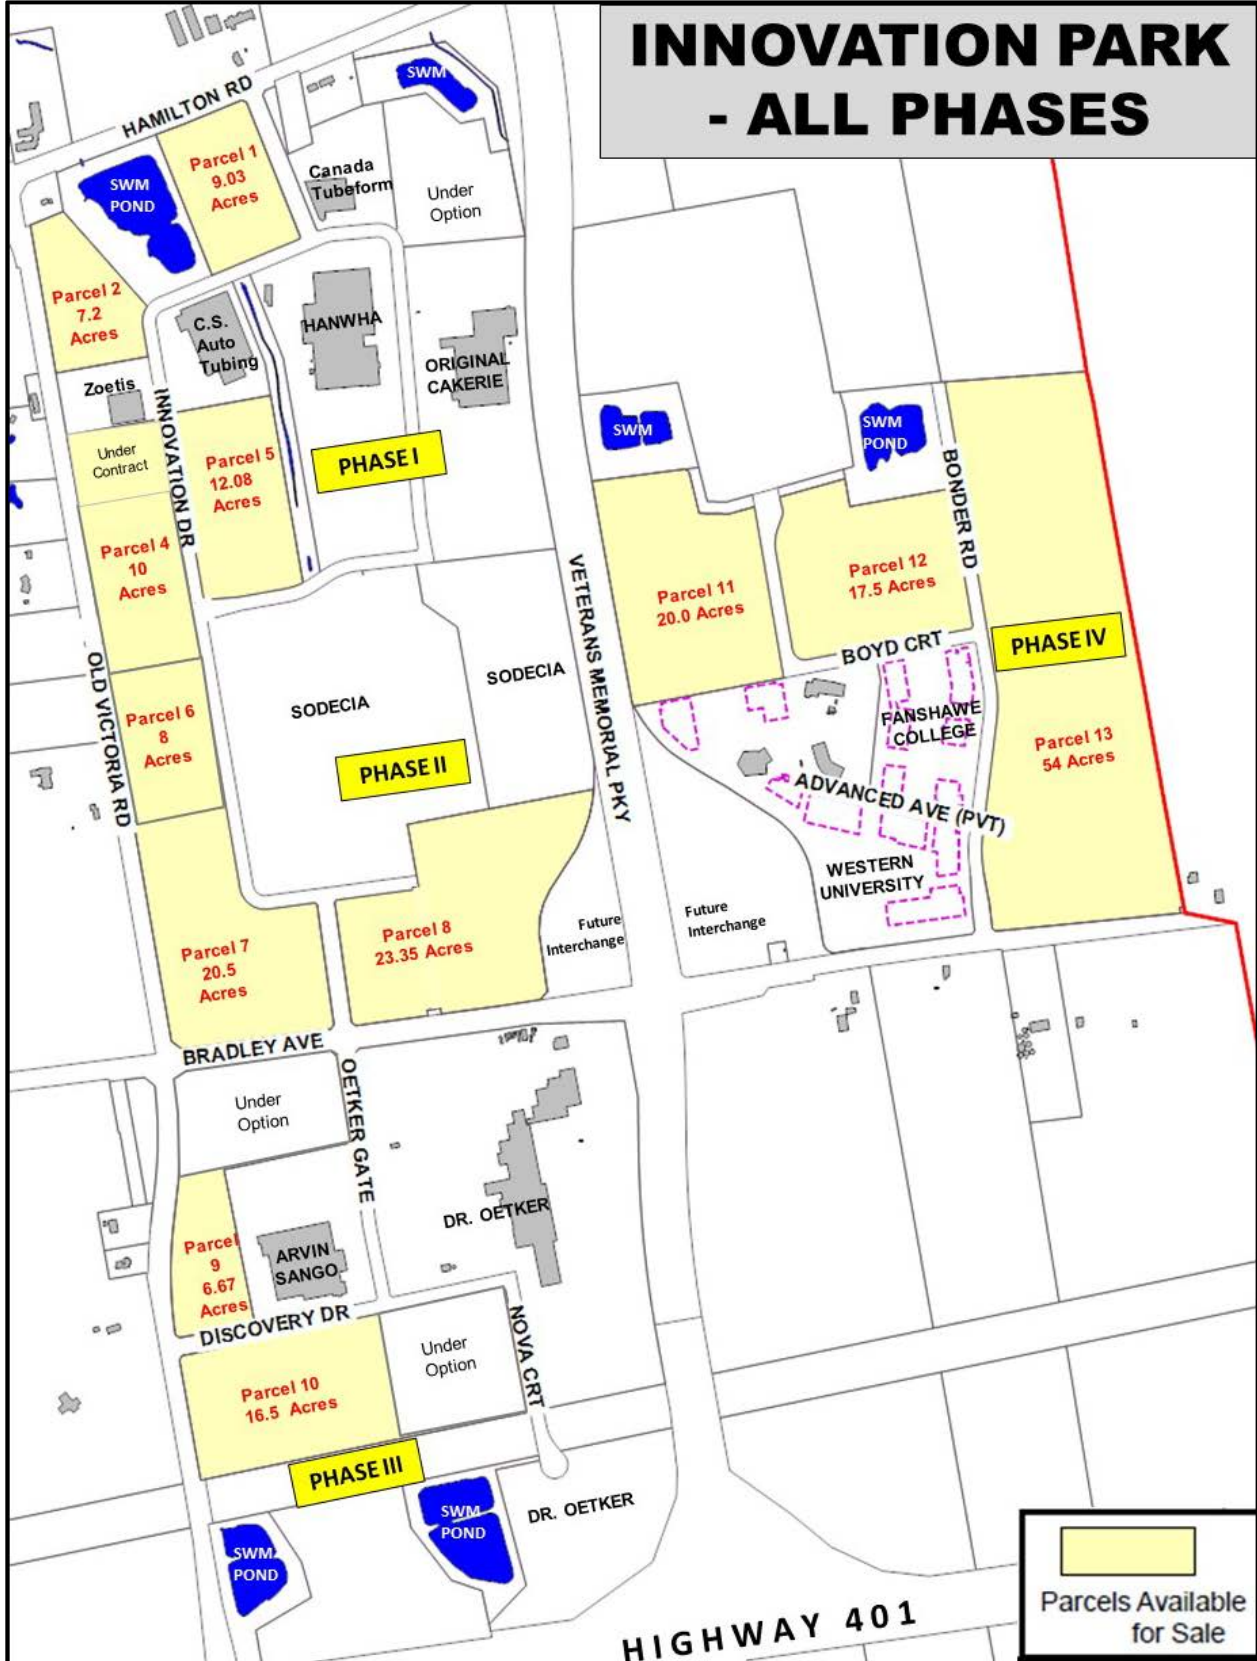 INNOVATION PARK
- ALL PHASES
HAMILTON RD
SWM
SWM
POND
Parcel 1
9.03
Acres
Canada
Tubeform
Under
Option
Parcel 2
7.2
Acres
C.S.
Auto
Tubing
HANWHA
ORIGINAL
CAKERIE
Zoetis
INNOVATION DR
Under
Contract
Parcel 5
12.08
Acres
PHASE I
SWM
SWM
POND
BONDER RD
Parcel 4
10
Acres
VETERANS MEMORIAL PKY
Parcel 11
20.0 Acres
Parcel 12
17.5 Acres
BOYD CRT
PHASE IV
OLD VICTORIA RD
Parcel 6
8
Acres
SODECIA
SODECIA
PHASE II
FANSHAWE
COLLEGE
Parcel 13
54 Acres
ADVANCED AVE (PVT)
WESTERN
UNIVERSITY
Parcel 7
20.5
Acres
Parcel 8
23.35 Acres
Future
Interchange
Future
Interchange
BRADLEY AVE
OETKER GATE
Under
Option
DR. OETKER
Parcel
9
6.67
Acres
ARVIN
SANGO
DISCOVERY DR
NOVA CRT
Under
Option
Parcel 10
16.5 Acres
PHASE III
SWM
POND
SWM
POND
DR. OETKER
HIGHWAY 401
Parcels Available
for Sale